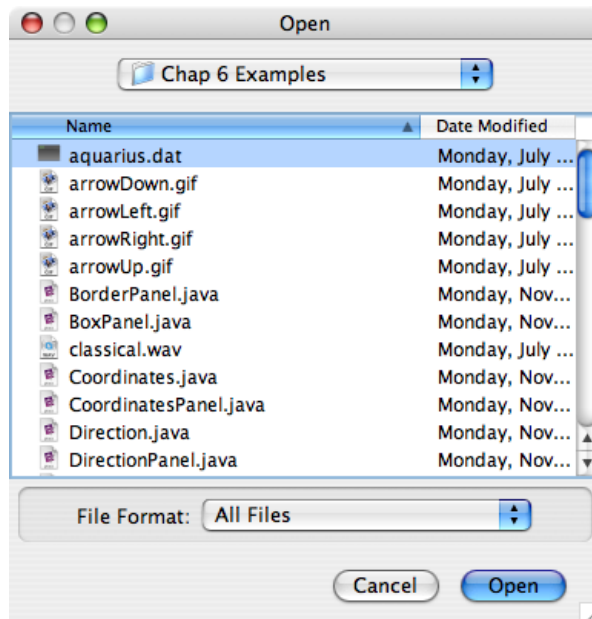 Open
Chap 6 Examples
Name Date Modified
aquarius.dat Monday, July ...
arrowDown.gif Monday, July ...
arrowLeft.gif Monday, July ...
arrowRight.gif Monday, July ...
arrowUp.gif Monday, July ...
BorderPanel.java Monday, Nov...
BoxPanel.java Monday, Nov...
classical.wav Monday, July ...
Coordinates.java Monday, Nov...
CoordinatesPanel.java Monday, Nov...
Direction.java Monday, Nov...
DirectionPanel.java Monday, Nov...
File Format: All Files
Cancel Open